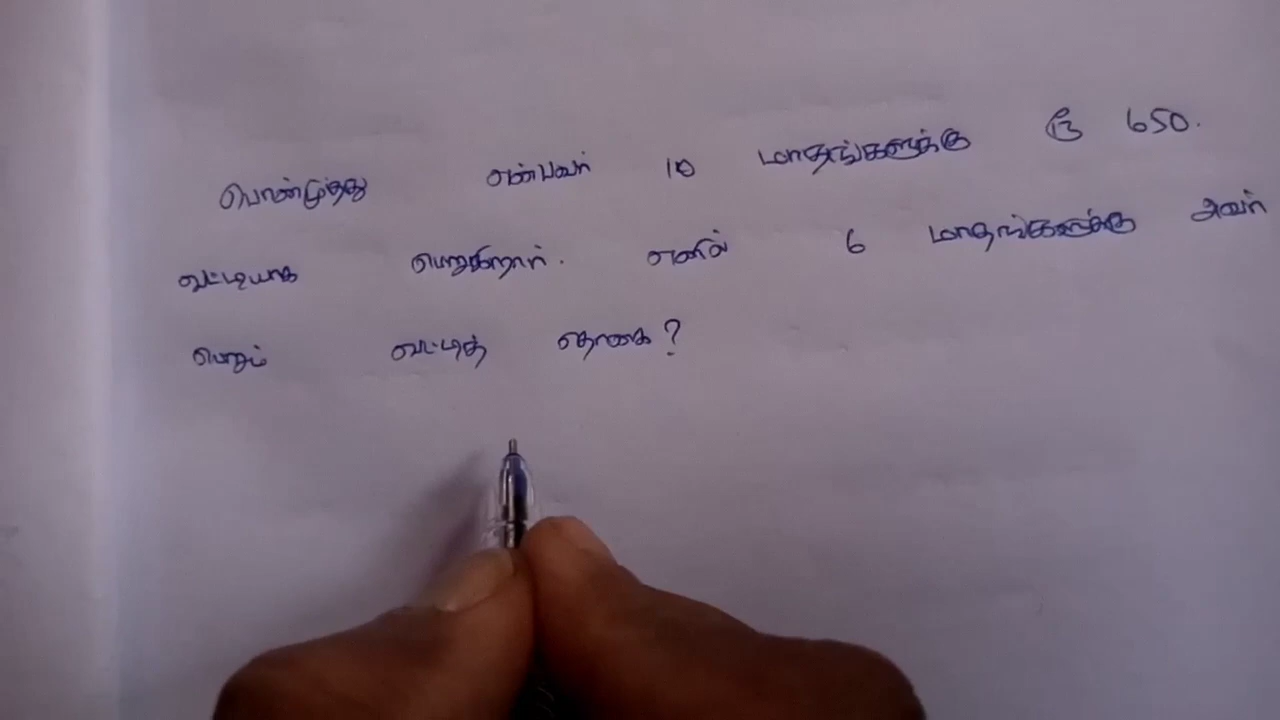 பொன்முத்து என்பவர் 10 மாதங்களுக்கு ரூ 650.
வட்டியாக பெறுகிறார். எனில் 6 மாதங்களுக்கு அவர்
பெறும் வட்டித் தொகை?